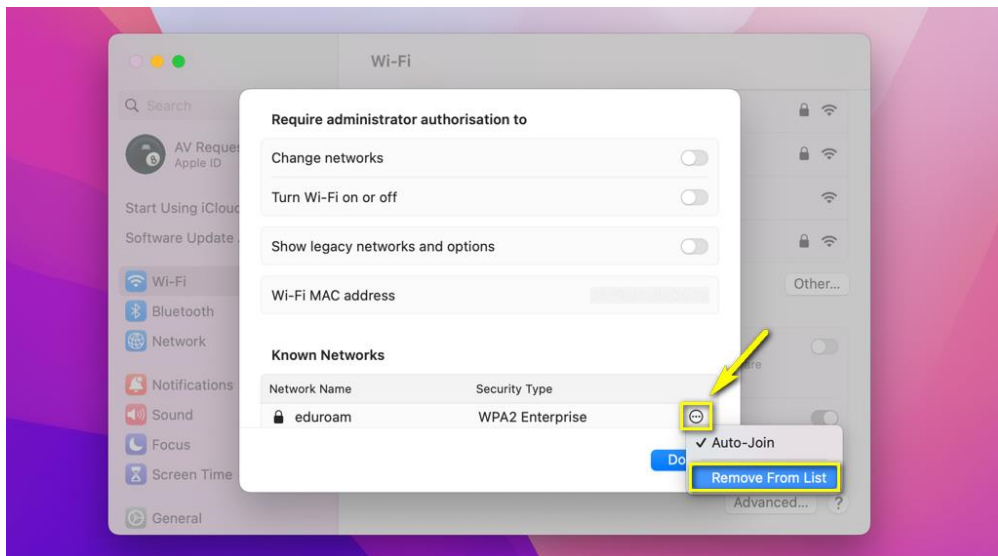 Wi-Fi
Search
AV Reques
Apple ID
Start Using iCloud
Software Update
Wi-Fi
Bluetooth
Network
Notifications
Sound
Focus
Screen Time
General
Require administrator authorisation to
Change networks
Turn Wi-Fi on or off
Show legacy networks and options
Wi-Fi MAC address
Known Networks
Network Name Security Type
eduroam WPA2 Enterprise
Do
✓ Auto-Join
Remove From List
Other...
Advanced... ?